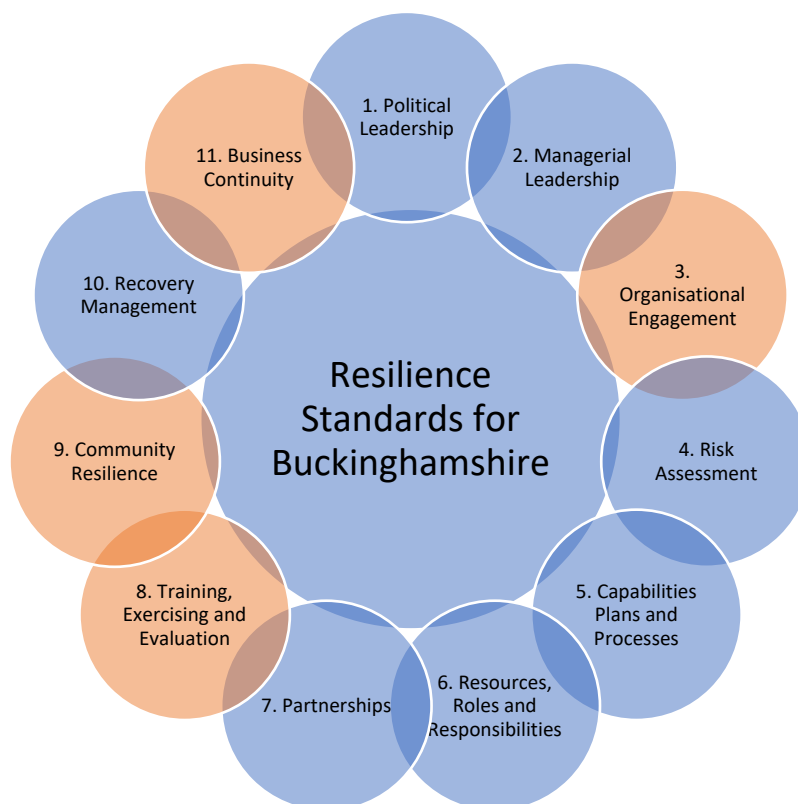 1. Political
Leadership
2. Managerial
Leadership
3.
Organisational
Engagement
4. Risk
Assessment
5. Capabilities
Plans and
Processes
6. Resources,
Roles and
Responsibilities
7. Partnerships
8. Training,
Exercising and
Evaluation
9. Community
Resilience
10. Recovery
Management
11. Business
Continuity
Resilience
Standards for
Buckinghamshire